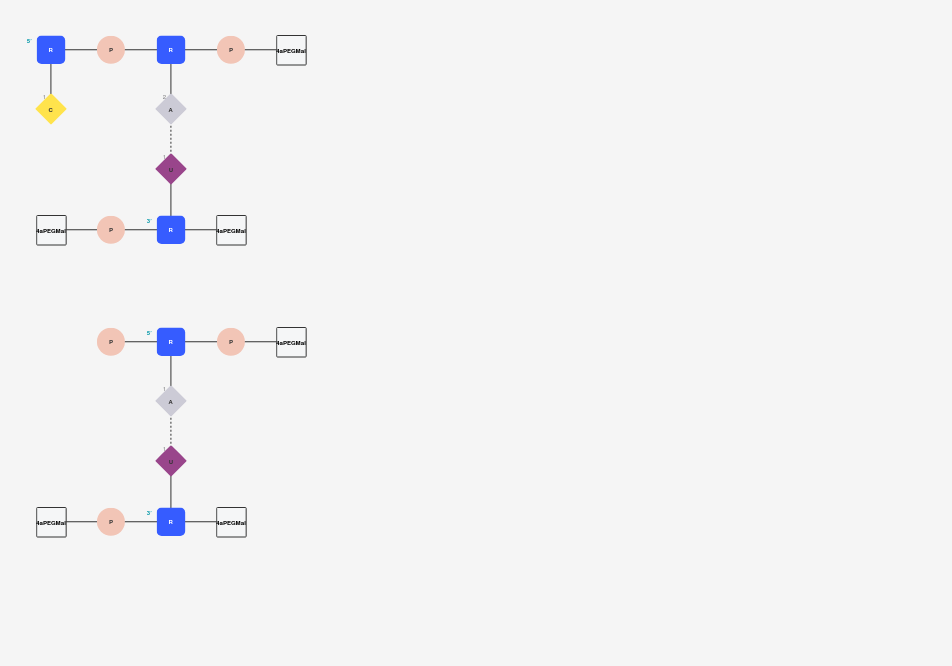 5' R P R P 4aPEGMal
1 C 2 A
1 U
4aPEGMal P 3' R 4aPEGMal
P 5' R P 4aPEGMal
1 A
1 U
4aPEGMal P 3' R 4aPEGMal